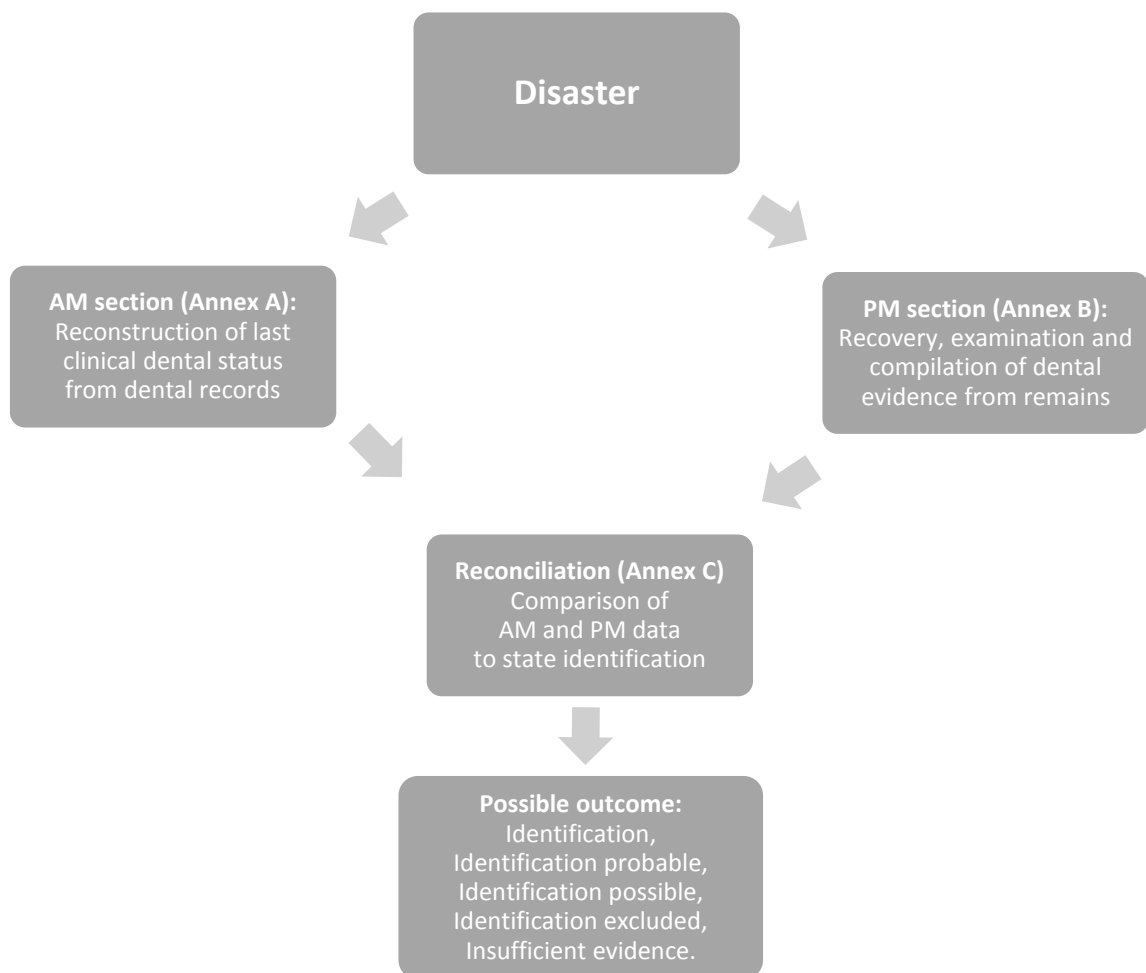 Disaster
AM section (Annex A):
Reconstruction of last
clinical dental status
from dental records
PM section (Annex B):
Recovery, examination and
compilation of dental
evidence from remains
Reconciliation (Annex C)
Comparison of
AM and PM data
to state identification
Possible outcome:
Identification,
Identification probable,
Identification possible,
Identification excluded,
Insufficient evidence.